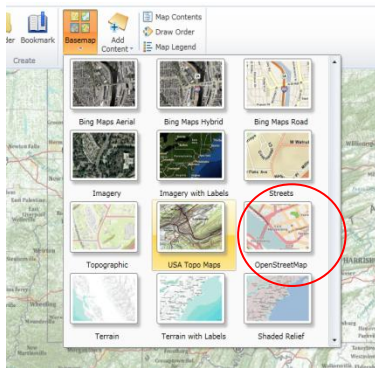 Map Contents
Draw Order
Map Legend
Bookmark
Basemap
Add
Content
Create
Bing Maps Aerial
Bing Maps Hybrid
Bing Maps Road
Imagery
Imagery with Labels
Streets
Topographic
USA Topo Maps
OpenStreetMap
Terrain
Terrain with Labels
Shaded Relief